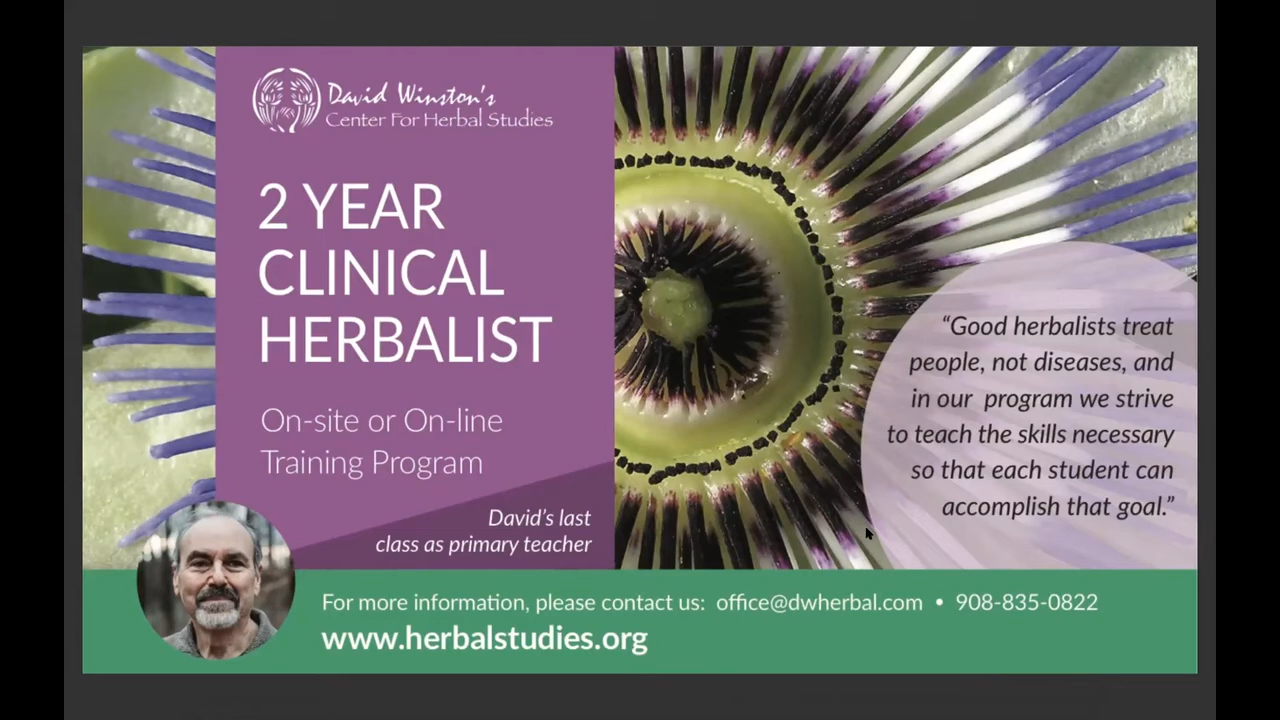 David Winston's
Center For Herbal Studies
2 YEAR
CLINICAL
HERBALIST
On-site or On-line
Training Program
David's last
class as primary teacher
“Good herbalists treat
people, not diseases, and
in our program we strive
to teach the skills necessary
so that each student can
accomplish that goal.”
For more information, please contact us: office@dwherbal.com • 908-835-0822
www.herbalstudies.org